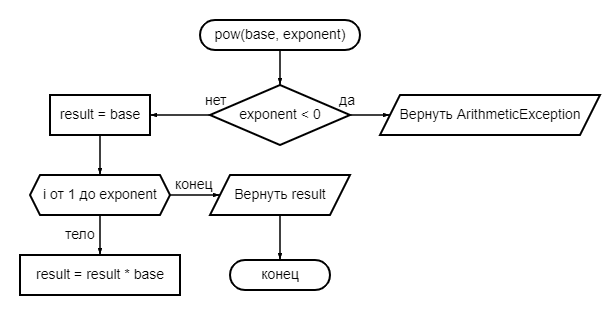 pow(base, exponent)
нет
да
result = base
exponent < 0
Вернуть ArithmeticException
i от 1 до exponent
конец
Вернуть result
тело
result = result * base
конец